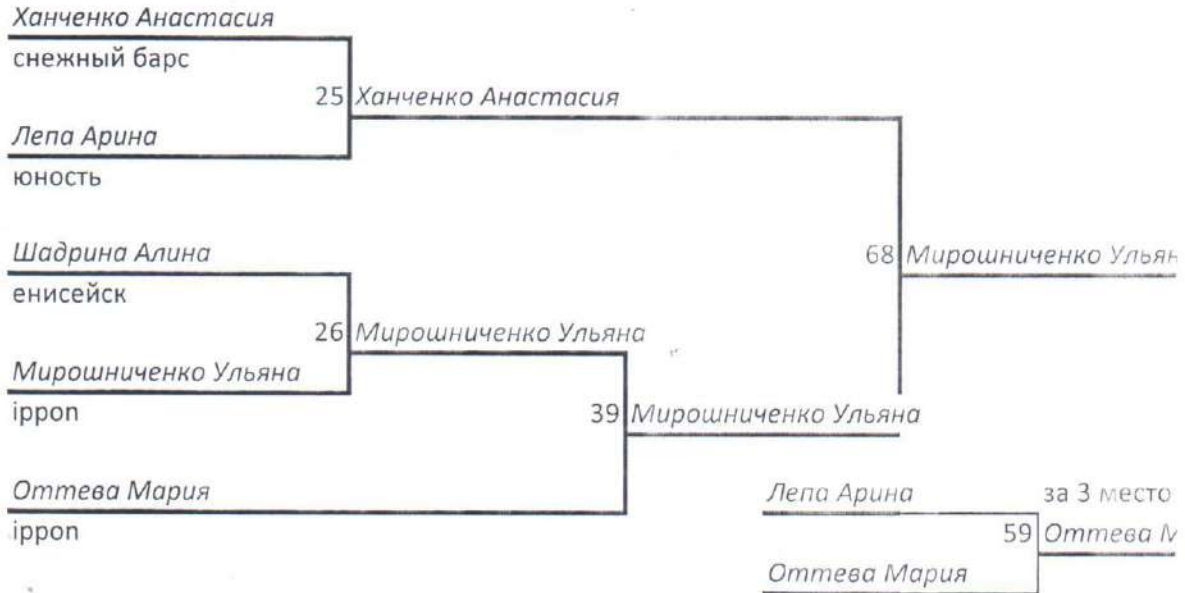 Ханченко Анастасия
снежный барс
25 Ханченко Анастасия
Лепа Арина
юность
Шадрина Алина
68 Мирошниченко Ульян
енисейск
26 Мирошниченко Ульяна
Мирошниченко Ульяна
ippon
39 Мирошниченко Ульяна
Оттева Мария
ippon
Лепа Арина за 3 место
59 Оттева М
Оттева Мария